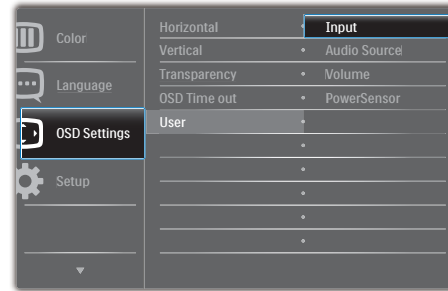 Color
Language
OSD Settings
Setup
Horizontal
Vertical
Transparency
OSD Time out
User
Input
Audio Source
Volume
PowerSensor